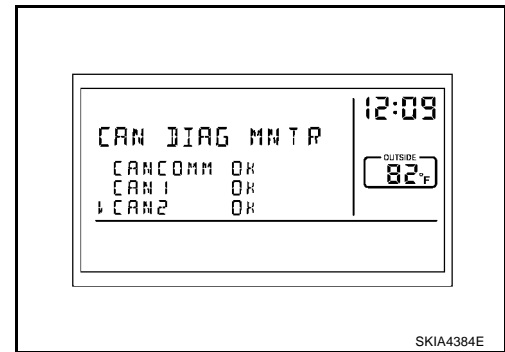 12:09
CAN DIAG MNTR
OUTSIDE
82°F
CANCOMM OK
CAN1 OK
CAN2 OK
SKIA4384E